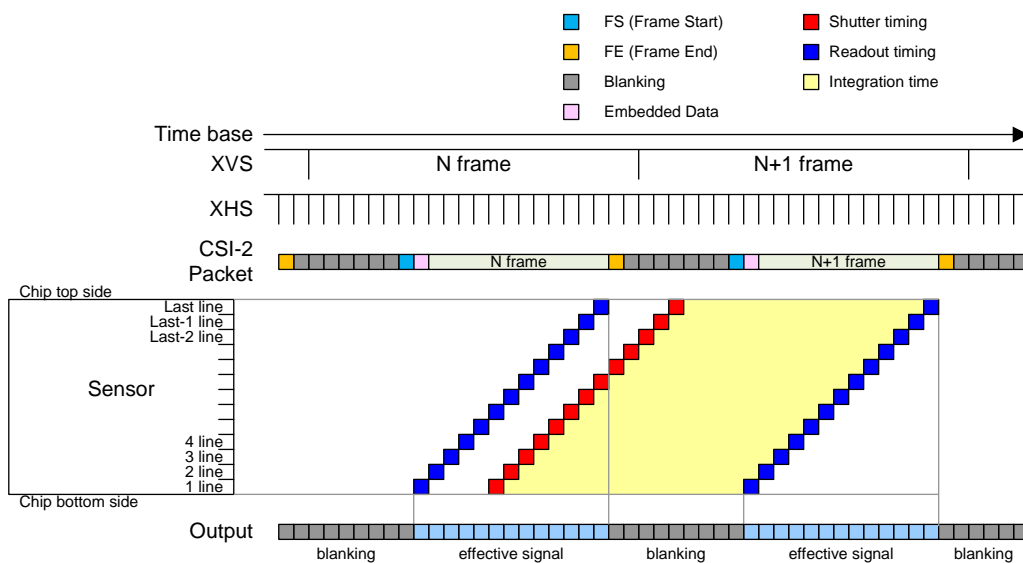 FS (Frame Start)
Shutter timing
FE (Frame End)
Readout timing
Blanking
Integration time
Embedded Data
Time base
XVS
N frame
N+1 frame
XHS
CSI-2
Packet
N frame
N+1 frame
Chip top side
Last line
Last-1 line
Last-2 line
Sensor
4 line
3 line
2 line
1 line
Chip bottom side
Output
blanking
effective signal
blanking
effective signal
blanking